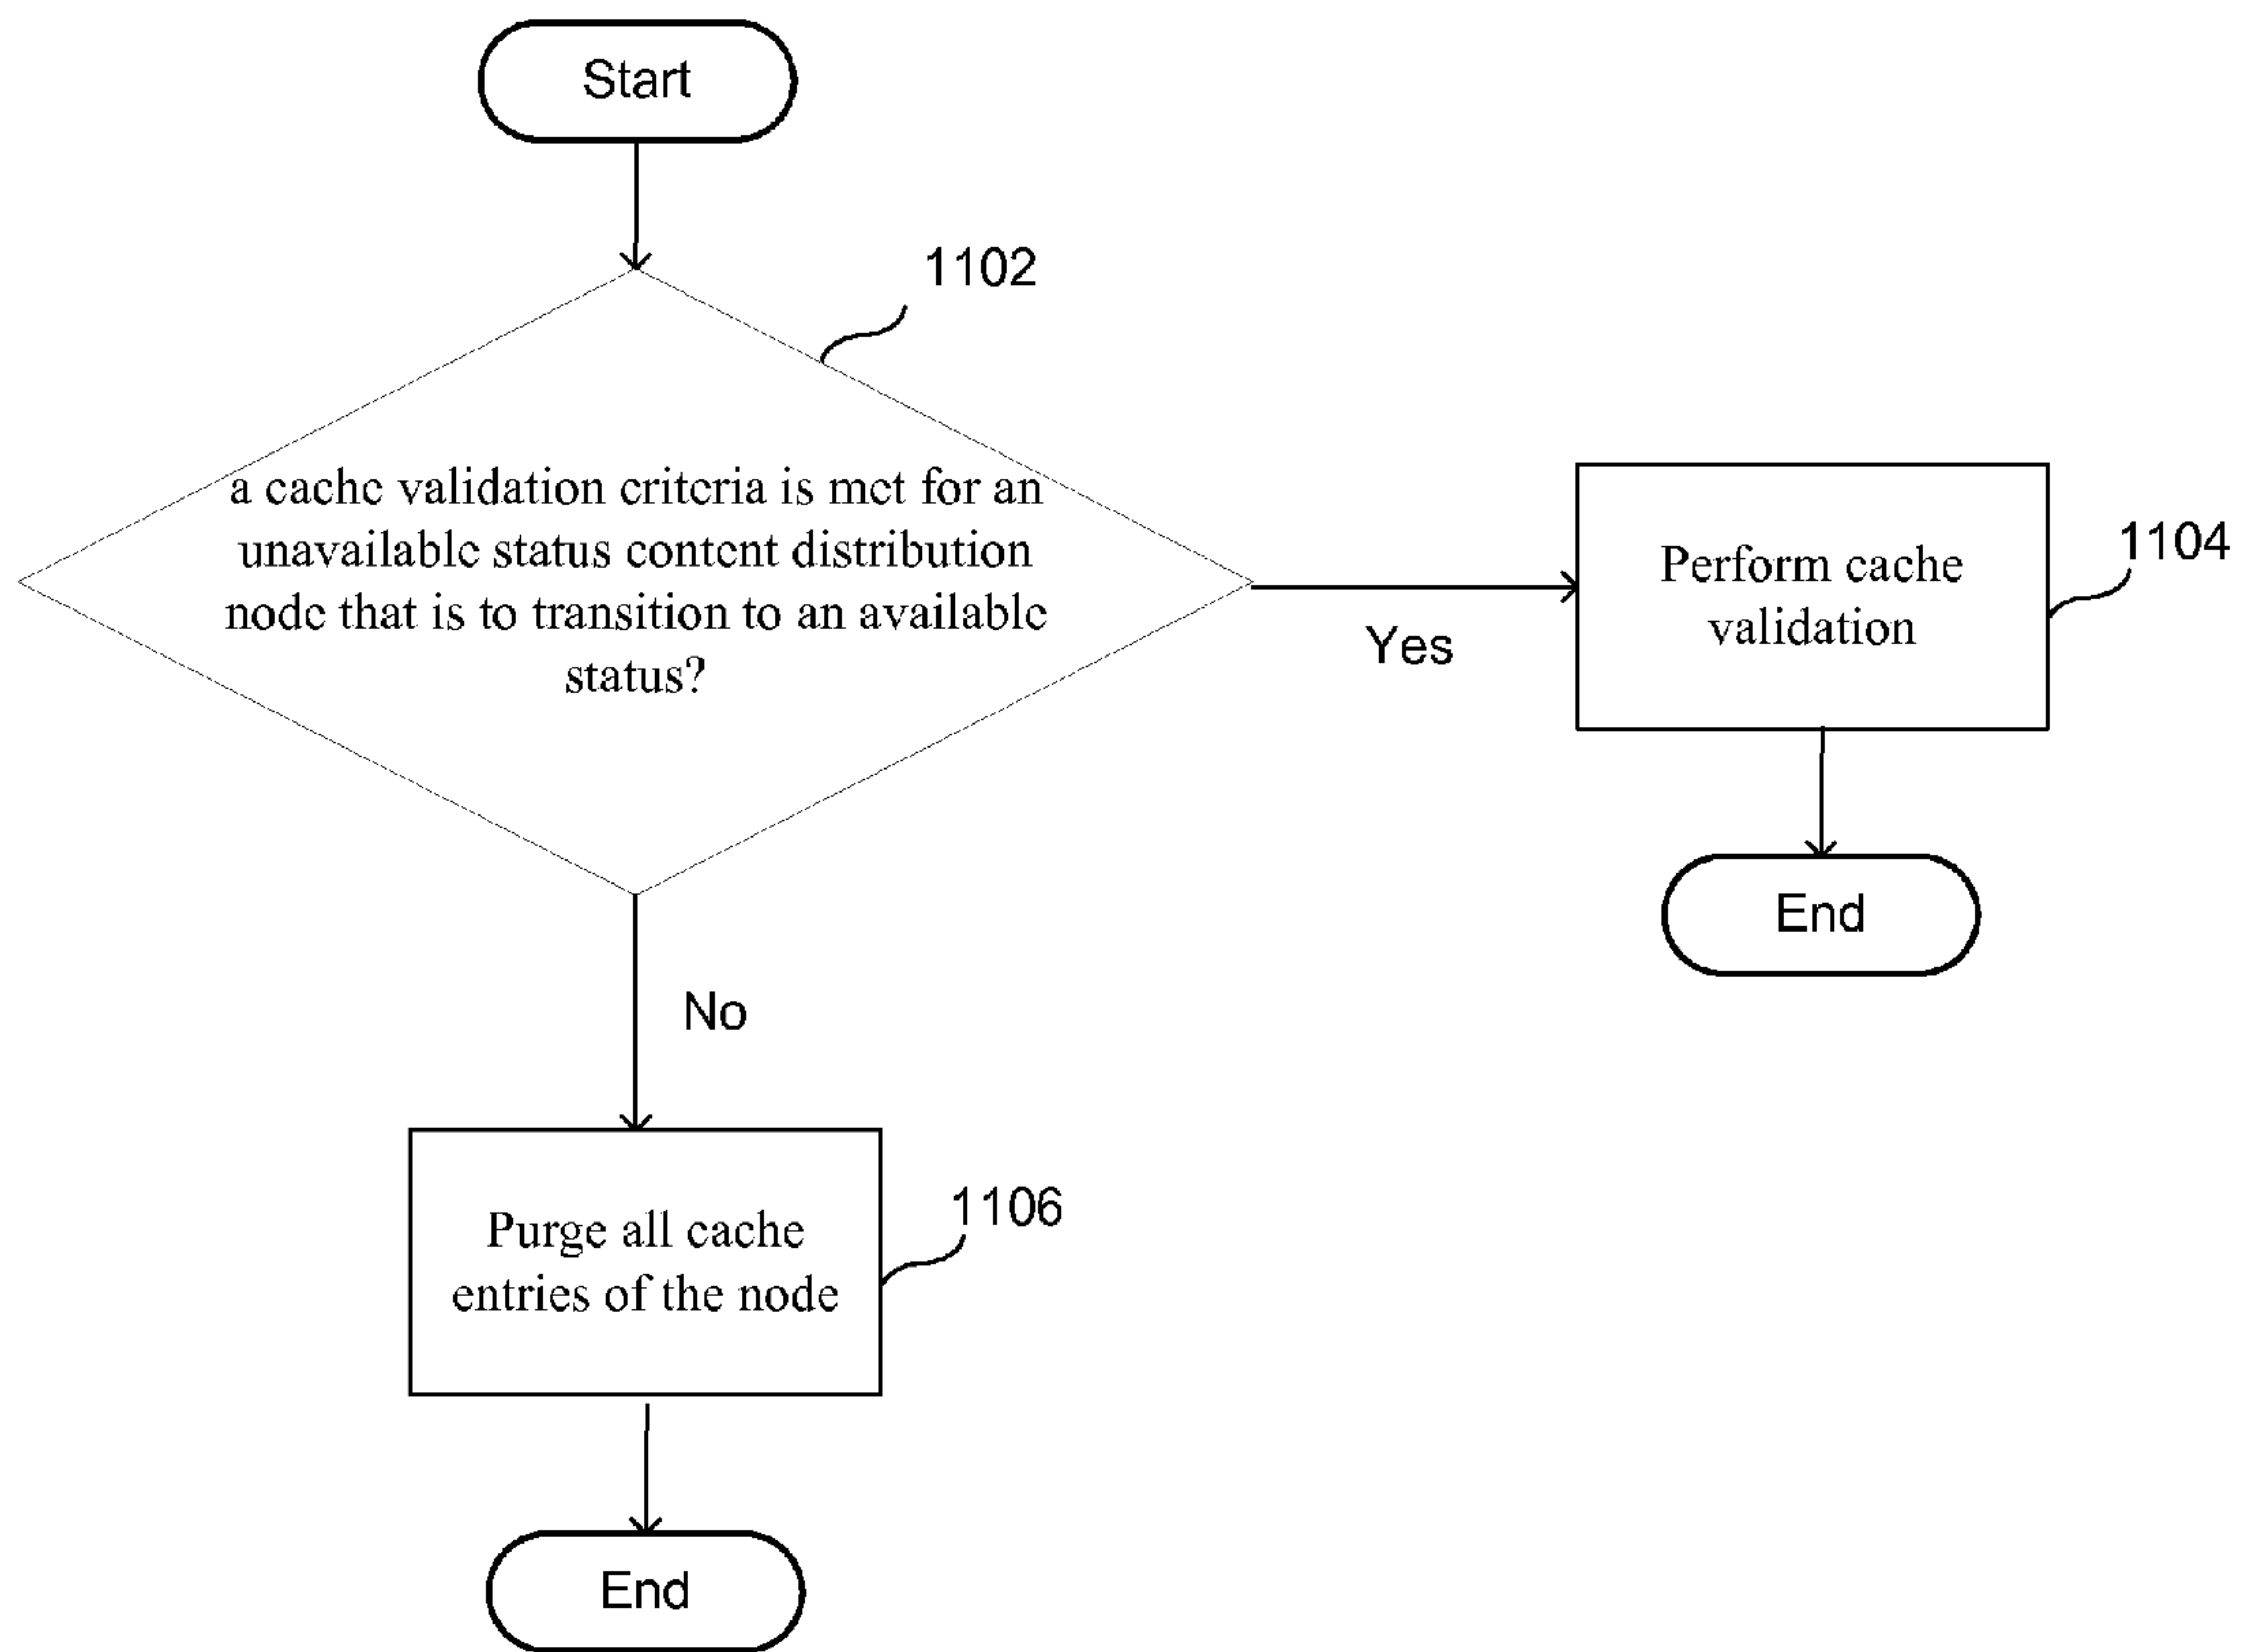 Start
1102
a cache validation criteria is met for an
unavailable status content distribution
node that is to transition to an available
status?
Yes
Perform cache
validation
1104
End
No
Purge all cache
entries of the node
1106
End